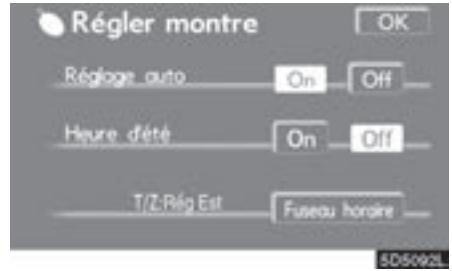 Régler montre OK
Réglage auto On Off
Heure d'été On Off
T/Z:Rég Est Fuseau horaire
5D5092L